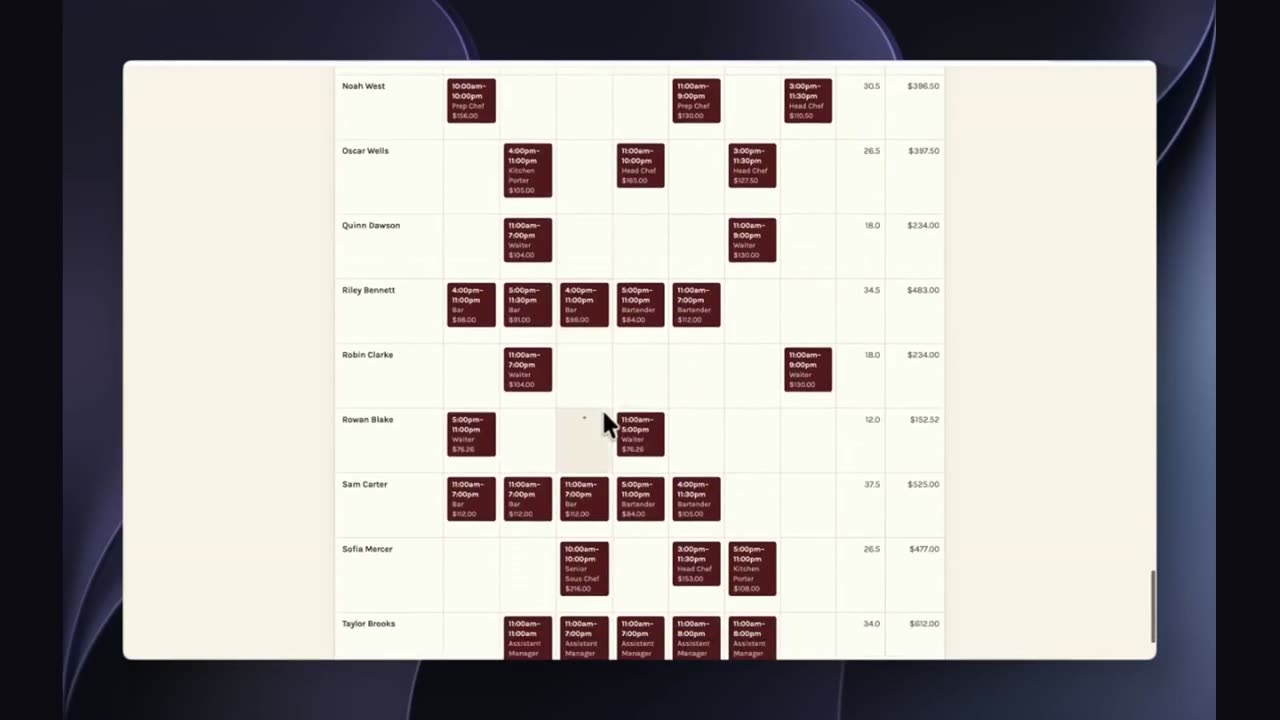 Noah West
10:00am-
10:00pm
Prep Chef
$156.00
11:00am-
9:00pm
Prep Chef
$130.00
3:00pm-
11:30pm
Head Chef
$110.50
30.5
$396.50
Oscar Wells
4:00pm-
11:00pm
Kitchen
Porter
$105.00
11:00am-
10:00pm
Head Chef
$165.00
3:00pm-
11:30pm
Head Chef
$127.50
26.5
$397.50
Quinn Dawson
11:00am-
7:00pm
Waiter
$104.00
11:00am-
9:00pm
Waiter
$130.00
18.0
$234.00
Riley Bennett
4:00pm-
11:00pm
Bar
$98.00
5:00pm-
11:30pm
Bar
$91.00
4:00pm-
11:00pm
Bar
$98.00
5:00pm-
11:00pm
Bartender
$84.00
11:00am-
7:00pm
Bartender
$112.00
34.5
$483.00
Robin Clarke
11:00am-
7:00pm
Waiter
$104.00
11:00am-
9:00pm
Waiter
$130.00
18.0
$234.00
Rowan Blake
5:00pm-
11:00pm
Waiter
$76.26
11:00am-
5:00pm
Waiter
$76.26
12.0
$152.52
Sam Carter
11:00am-
7:00pm
Bar
$112.00
11:00am-
7:00pm
Bar
$112.00
11:00am-
7:00pm
Bar
$112.00
5:00pm-
11:00pm
Bartender
$84.00
4:00pm-
11:30pm
Bartender
$105.00
37.5
$525.00
Sofia Mercer
10:00am-
10:00pm
Senior
Sous Chef
$216.00
3:00pm-
11:30pm
Head Chef
$153.00
5:00pm-
11:00pm
Kitchen
Porter
$108.00
26.5
$477.00
Taylor Brooks
11:00am-
11:00am
Assistant
Manager
11:00am-
7:00pm
Assistant
Manager
11:00am-
7:00pm
Assistant
Manager
11:00am-
8:00pm
Assistant
Manager
11:00am-
8:00pm
Assistant
Manager
34.0
$612.00